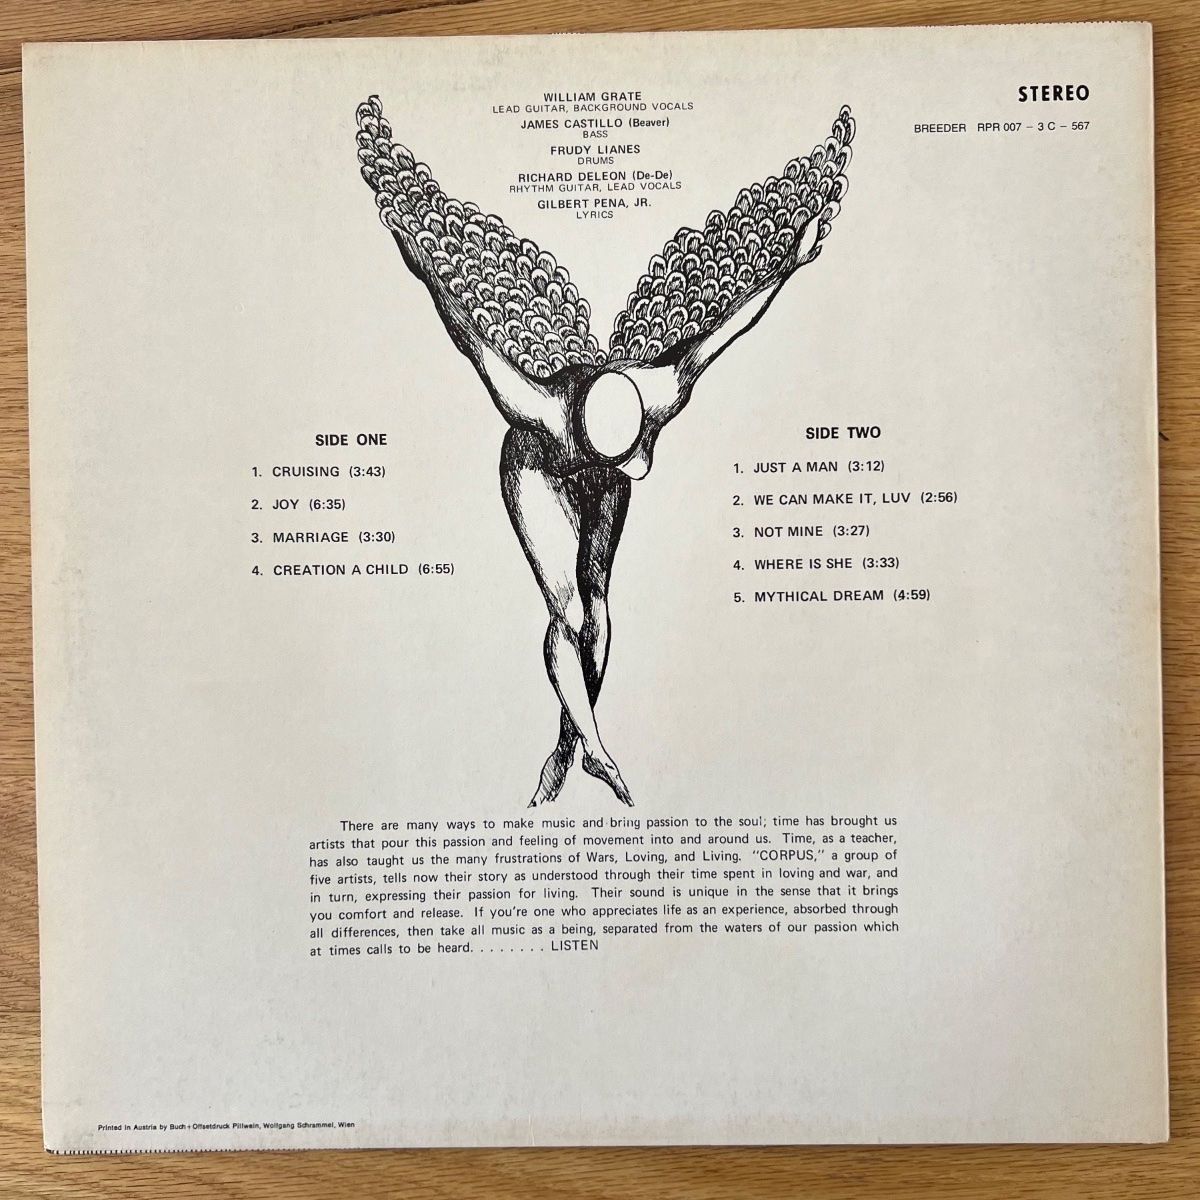 WILLIAM GRATE
LEAD GUITAR, BACKGROUND VOCALS
JAMES CASTILLO (Beaver)
BASS
FRUDY LIANES
DRUMS
RICHARD DELEON (De-De)
RHYTHM GUITAR, LEAD VOCALS
GILBERT PENA, JR.
LYRICS
STEREO
BREEDER RPR 007 – 3 C – 567
SIDE ONE
1. CRUISING (3:43)
2. JOY (6:35)
3. MARRIAGE (3:30)
4. CREATION A CHILD (6:55)
SIDE TWO
1. JUST A MAN (3:12)
2. WE CAN MAKE IT, LUV (2:56)
3. NOT MINE (3:27)
4. WHERE IS SHE (3:33)
5. MYTHICAL DREAM (4:59)
There are many ways to make music and bring passion to the soul; time has brought us
artists that pour this passion and feeling of movement into and around us. Time, as a teacher,
has also taught us the many frustrations of Wars, Loving, and Living. "CORPUS," a group of
five artists, tells now their story as understood through their time spent in loving and war, and
in turn, expressing their passion for living. Their sound is unique in the sense that it brings
you comfort and release. If you're one who appreciates life as an experience, absorbed through
all differences, then take all music as a being, separated from the waters of our passion which
at times calls to be heard. . . . . . . . LISTEN
Printed in Austria by Buch + Offsetdruck Pillwein, Wolfgang Schrammel, Wien